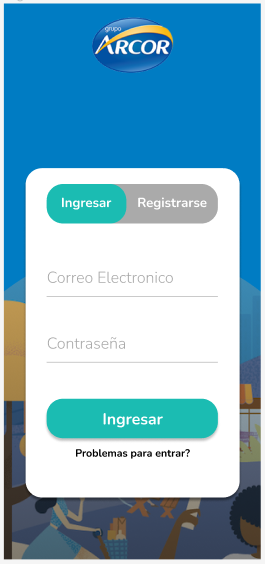 grupo
ARCOR
Ingresar
Registrarse
Correo Electronico
Contraseña
Ingresar
Problemas para entrar?